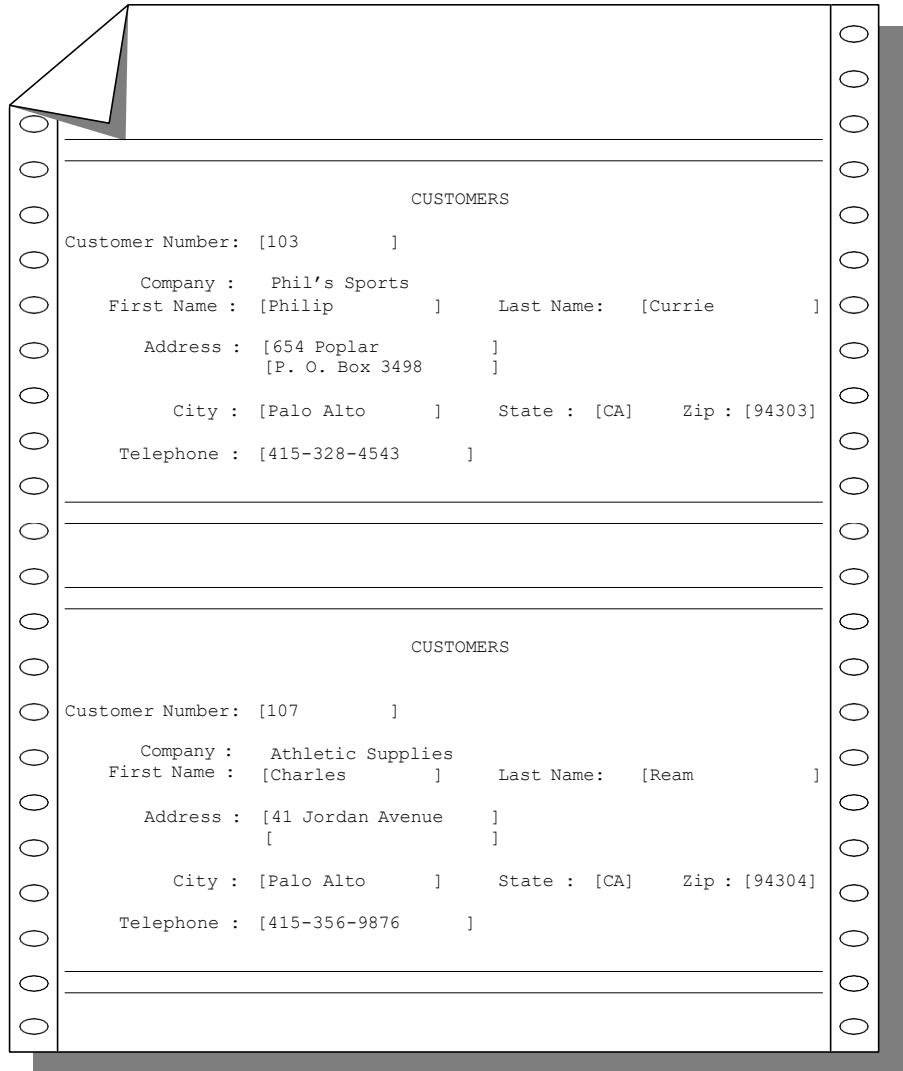 CUSTOMERS
Customer Number: [103 ]
Company : Phil's Sports
First Name : [Philip ] Last Name: [Currie ]
Address : [654 Poplar ]
[P. O. Box 3498 ]
City : [Palo Alto ] State : [CA] Zip : [94303]
Telephone : [415-328-4543 ]
CUSTOMERS
Customer Number: [107 ]
Company : Athletic Supplies
First Name : [Charles ] Last Name: [Ream ]
Address : [41 Jordan Avenue ]
[ ]
City : [Palo Alto ] State : [CA] Zip : [94304]
Telephone : [415-356-9876 ]